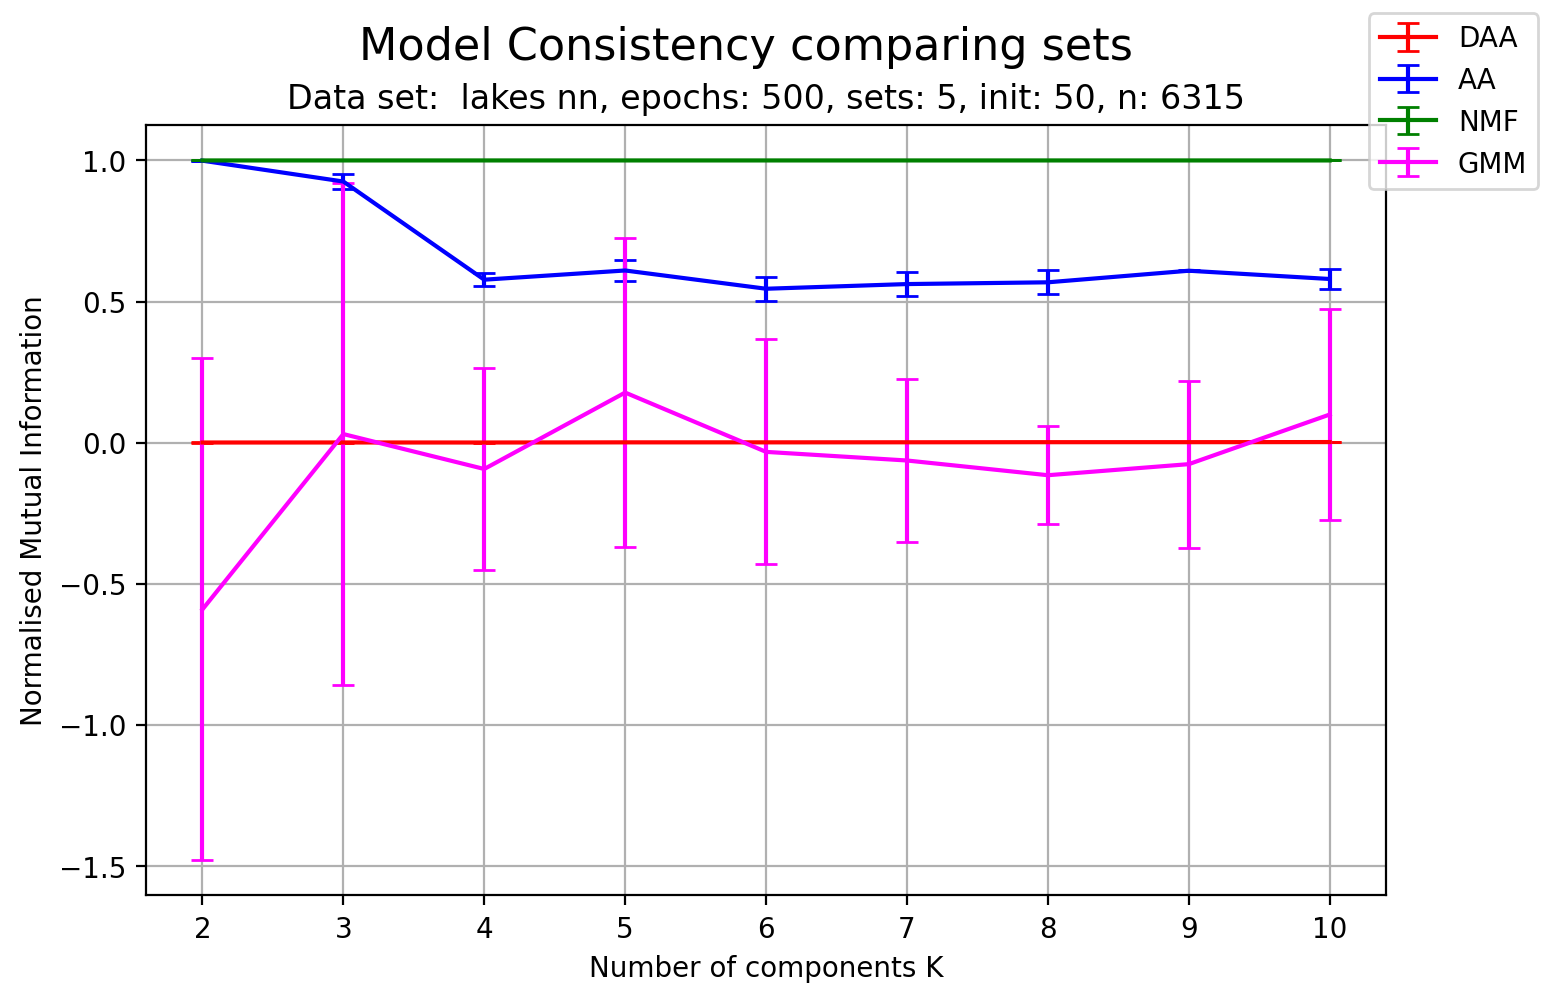 Model Consistency comparing sets
Data set:  lakes nn, epochs: 500, sets: 5, init: 50, n: 6315
DAA
AA
NMF
GMM
Normalised Mutual Information
1.0
0.5
0.0
−0.5
−1.0
−1.5
2 3 4 5 6 7 8 9 10
Number of components K